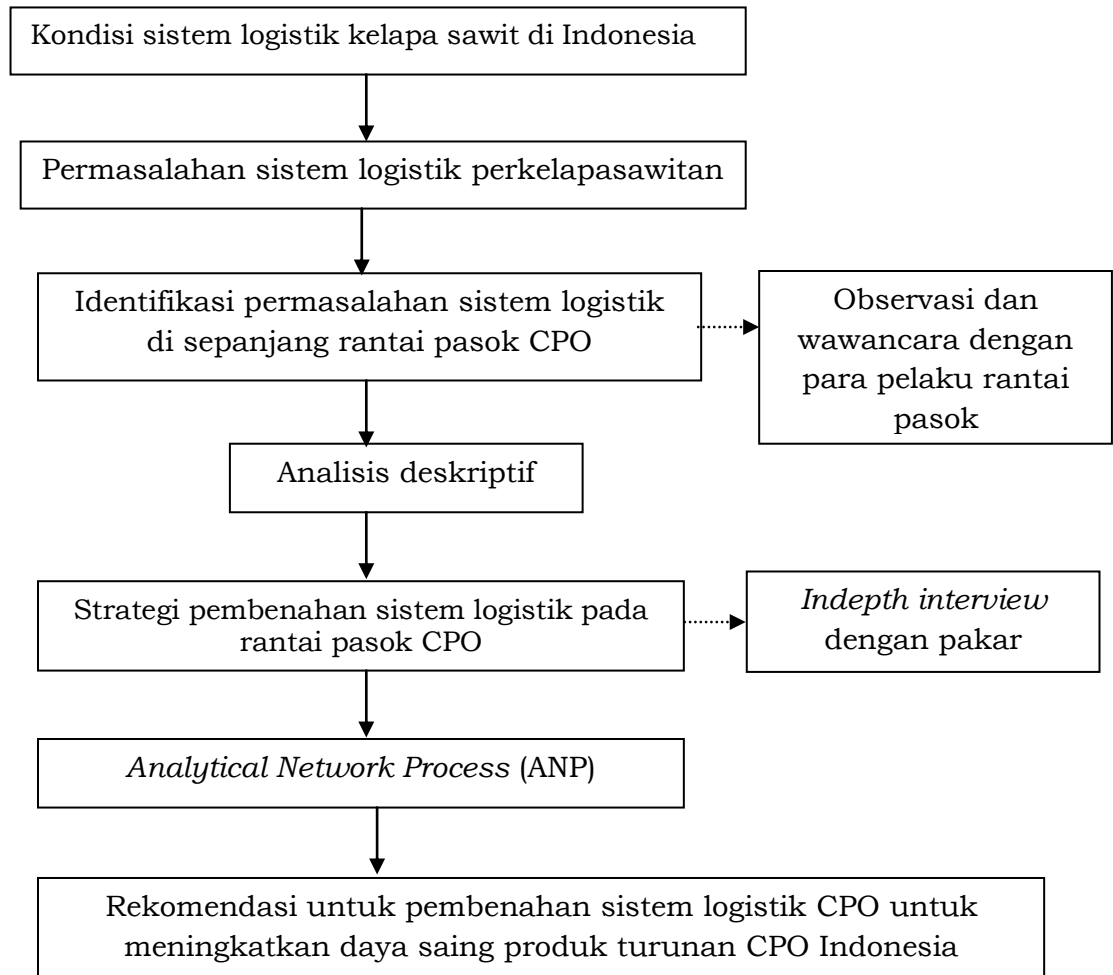 Kondisi sistem logistik kelapa sawit di Indonesia
Permasalahan sistem logistik perkelapasawitan
Identifikasi permasalahan sistem logistik
di sepanjang rantai pasok CPO
Observasi dan
wawancara dengan
para pelaku rantai
pasok
Analisis deskriptif
Strategi pembenahan sistem logistik pada
rantai pasok CPO
Indepth interview
dengan pakar
Analytical Network Process (ANP)
Rekomendasi untuk pembenahan sistem logistik CPO untuk
meningkatkan daya saing produk turunan CPO Indonesia